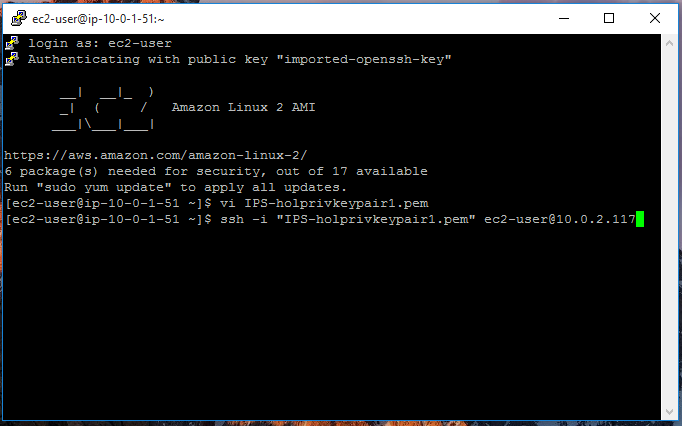 ec2-user@ip-10-0-1-51:~
login as: ec2-user
Authenticating with public key "imported-openssh-key"
__|  __|_  )
_|  (     /   Amazon Linux 2 AMI
___|\___|___|
https://aws.amazon.com/amazon-linux-2/
6 package(s) needed for security, out of 17 available
Run "sudo yum update" to apply all updates.
[ec2-user@ip-10-0-1-51 ~]$ vi IPS-holprivkeypair1.pem
[ec2-user@ip-10-0-1-51 ~]$ ssh -i "IPS-holprivkeypair1.pem" ec2-user@10.0.2.117